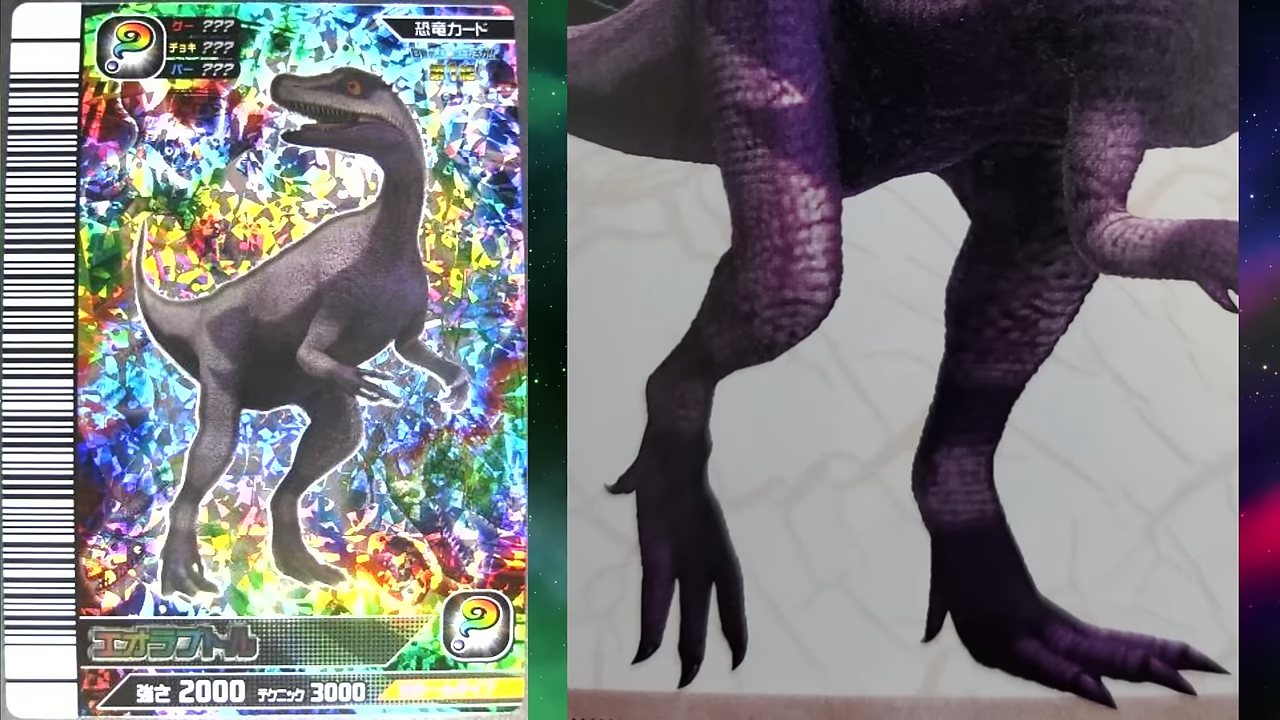 グー ???
チョキ ???
パー ???
恐竜カード
エオラプトル
強さ 2000 テクニック 3000